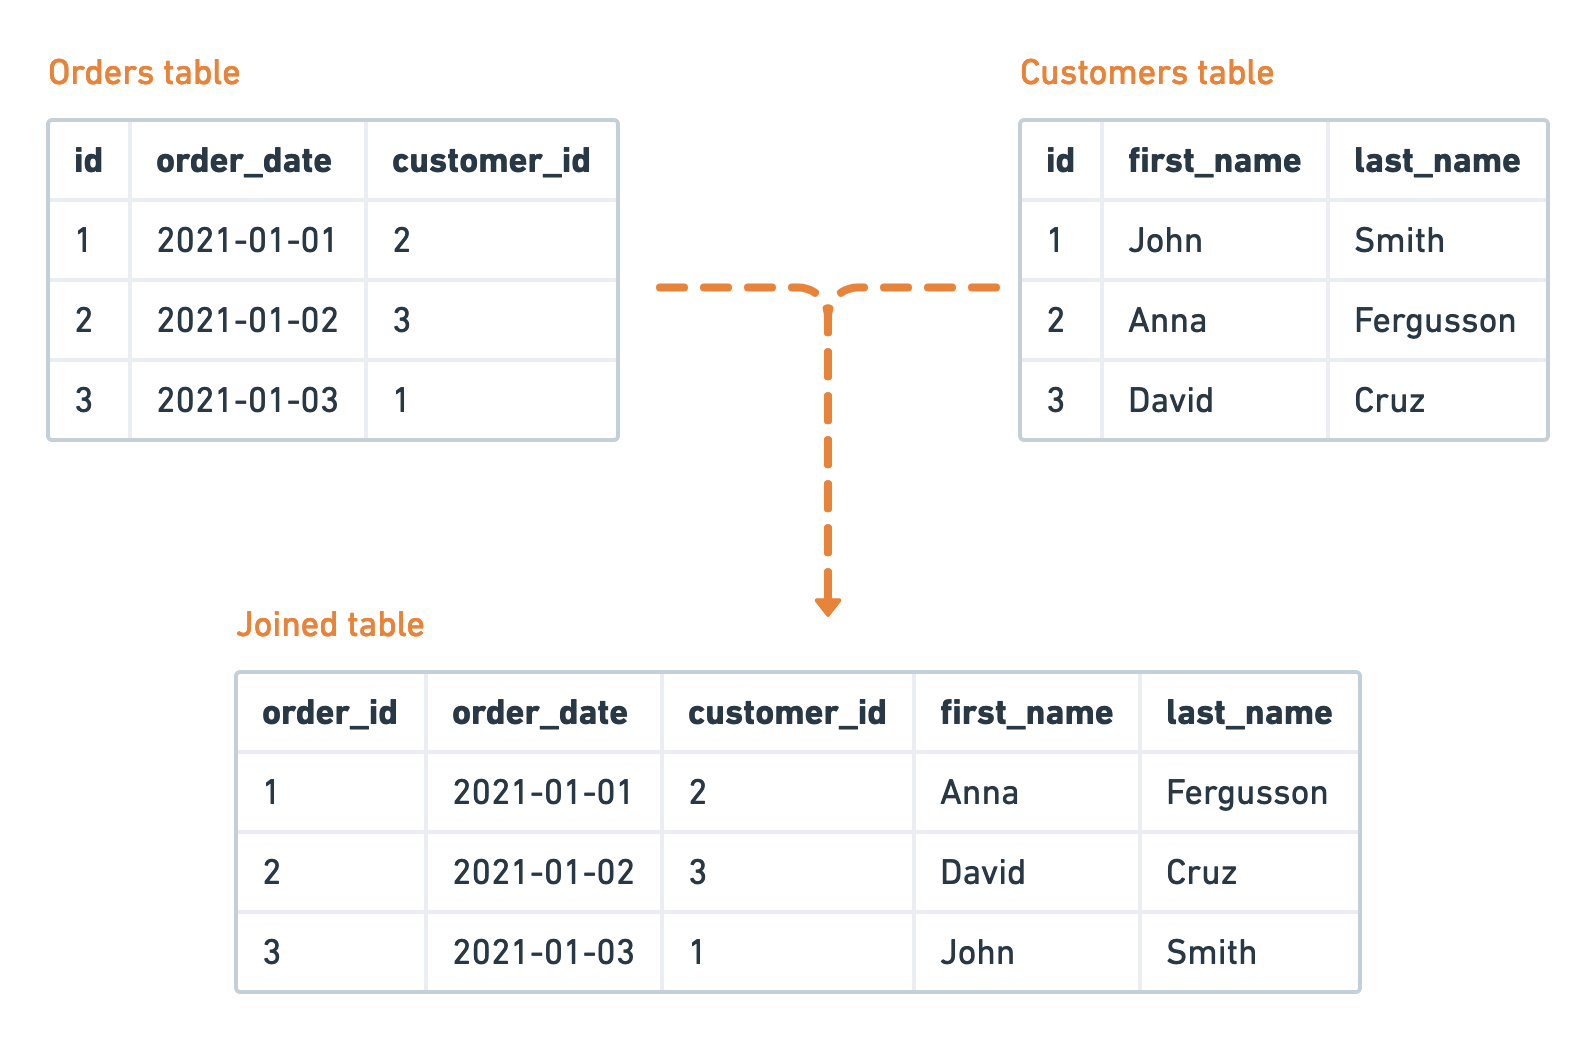 Orders table
id order_date customer_id
1 2021-01-01 2
2 2021-01-02 3
3 2021-01-03 1
Customers table
id first_name last_name
1 John Smith
2 Anna Fergusson
3 David Cruz
Joined table
order_id order_date customer_id first_name last_name
1 2021-01-01 2 Anna Fergusson
2 2021-01-02 3 David Cruz
3 2021-01-03 1 John Smith